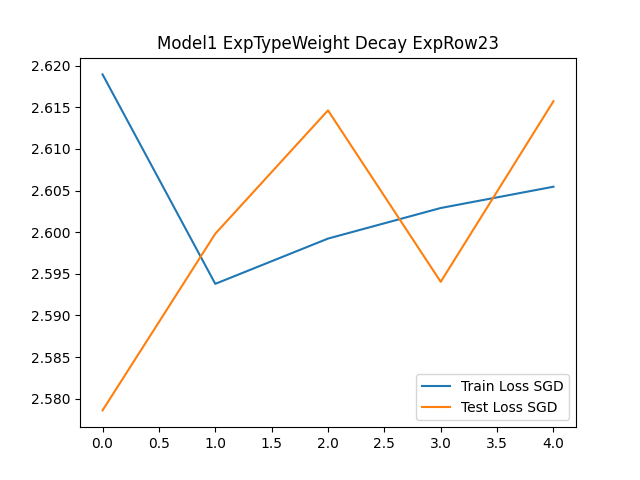 Model1 ExpTypeWeight Decay ExpRow23
2.620
2.615
2.610
2.605
2.600
2.595
2.590
2.585
2.580
Train Loss SGD
Test Loss SGD
0.0 0.5 1.0 1.5 2.0 2.5 3.0 3.5 4.0